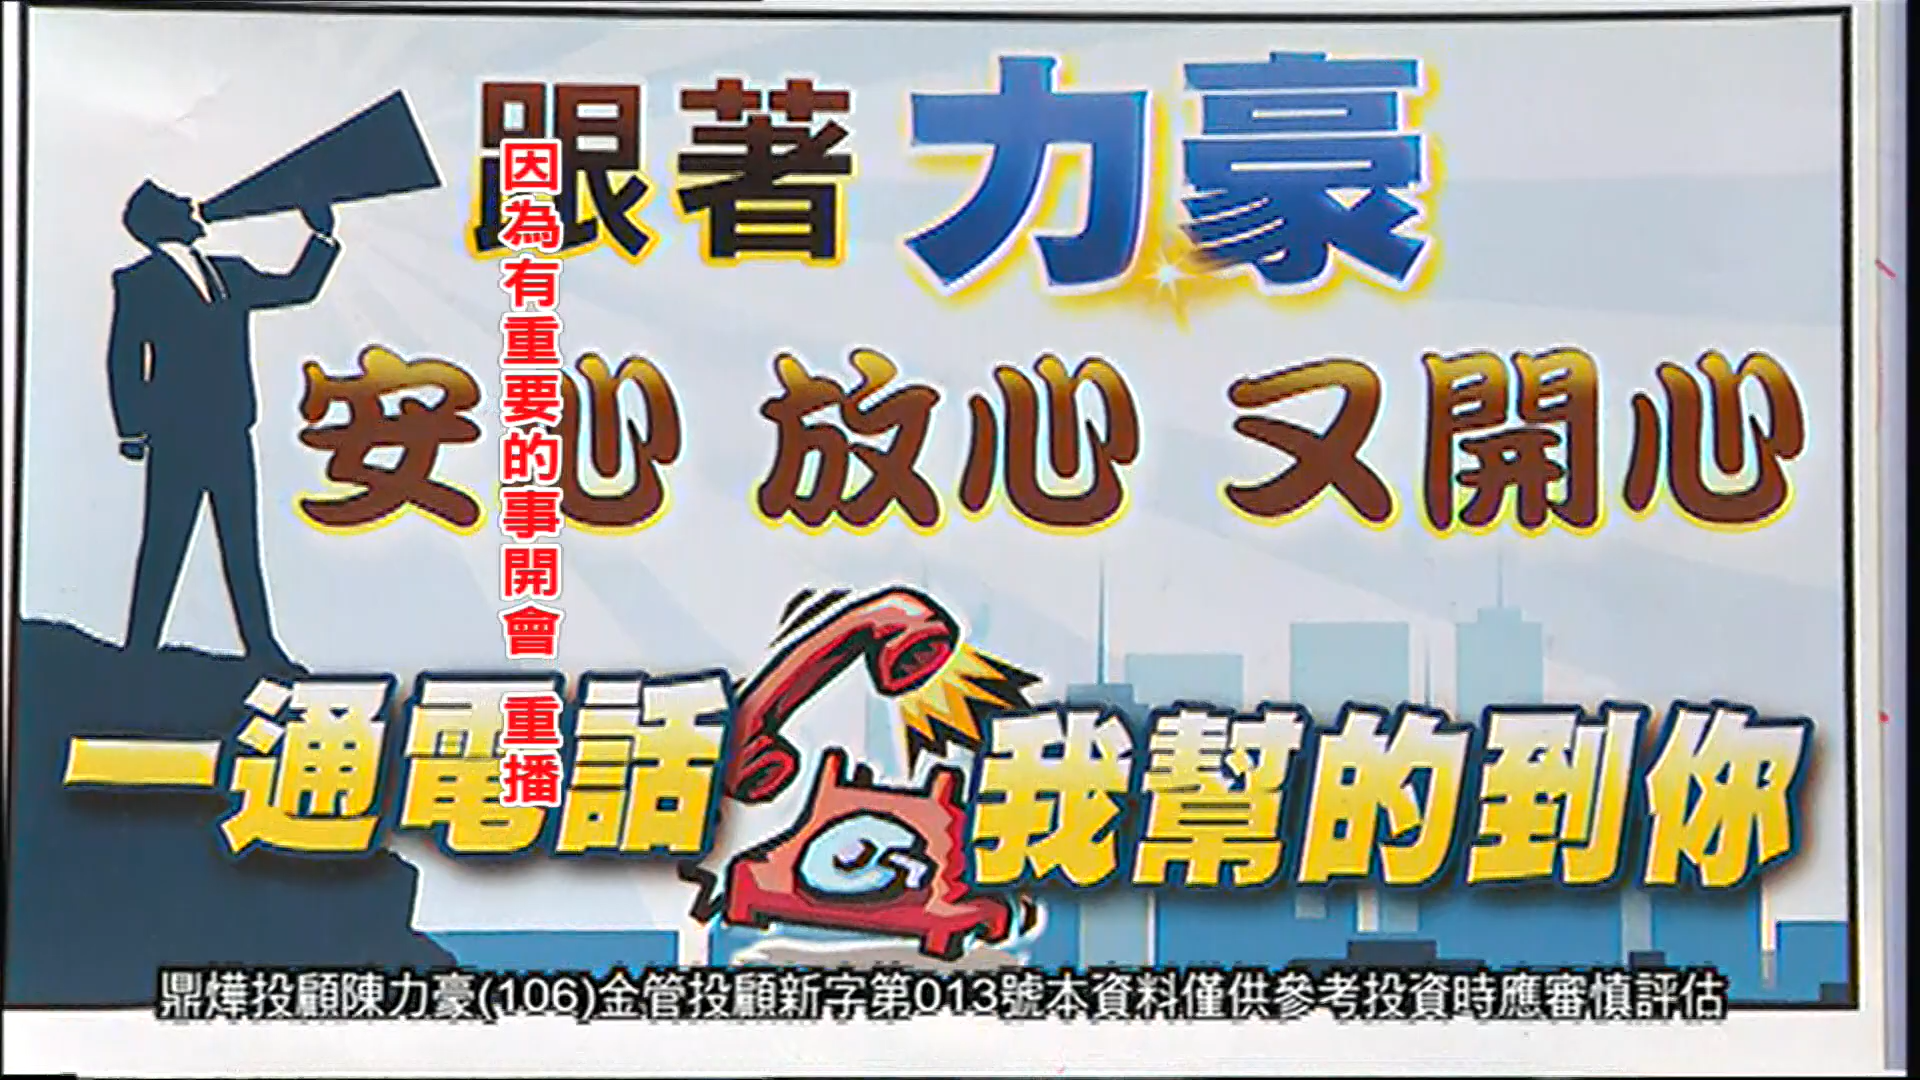 跟著力豪
安心 放心 又開心
一通電話 我幫的到你
因為有重要的事開會 重播
鼎燁投顧陳力豪(106)金管投顧新字第013號本資料僅供參考投資時應審慎評估